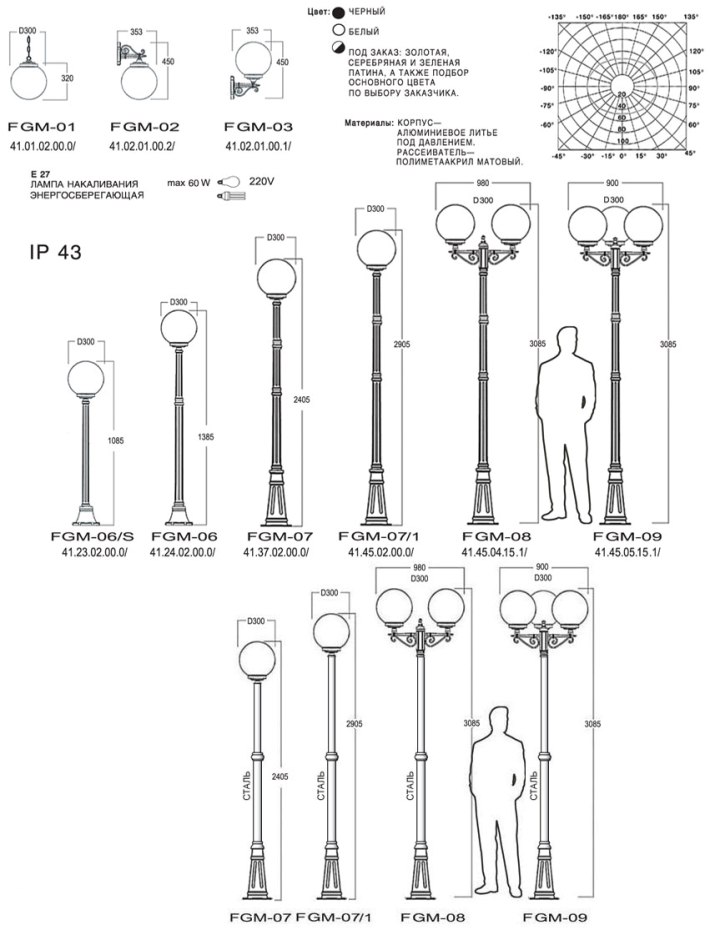 Цвет: ЧЕРНЫЙ
БЕЛЫЙ
ПОД ЗАКАЗ: ЗОЛОТАЯ,
СЕРЕБРЯНАЯ И ЗЕЛЕНАЯ
ПАТИНА, А ТАКЖЕ ПОДБОР
ОСНОВНОГО ЦВЕТА
ПО ВЫБОРУ ЗАКАЗЧИКА.
Материалы: КОРПУС—
АЛЮМИНИЕВОЕ ЛИТЬЕ
ПОД ДАВЛЕНИЕМ.
РАССЕИВАТЕЛЬ—
ПОЛИМЕТААКРИЛ МАТОВЫЙ.
-135° -150° -165° 180° 165° 150° 135°
-120° 120°
-105° 105°
-90° 90°
-75° 75°
-60° 60°
-45° -30° -15° 0° 15° 30° 45°
20
40
60
80
100
D300 353 353
320 450 450
FGM-01 FGM-02 FGM-03
41.01.02.00.0/ 41.02.01.00.2/ 41.02.01.00.1/
E 27
ЛАМПА НАКАЛИВАНИЯ
ЭНЕРГОСБЕРЕГАЮЩАЯ
max 60 W 220V
IP 43
D300 D300 D300 D300 980 900
D300 D300
1085 1385 2405 2905 3085 3085
FGM-06/S FGM-06 FGM-07 FGM-07/1 FGM-08 FGM-09
41.23.02.00.0/ 41.24.02.00.0/ 41.37.02.00.0/ 41.45.02.00.0/ 41.45.04.15.1/ 41.45.05.15.1/
D300 D300 980 900
D300 D300
2405 2905 3085 3085
СТАЛЬ СТАЛЬ СТАЛЬ СТАЛЬ
FGM-07 FGM-07/1 FGM-08 FGM-09